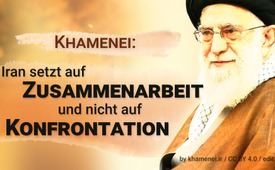 KHAMENEI:
Iran setzt auf
ZUSAMMENARBEIT
und nicht auf
KONFRONTATION
by khamenei.ir / CC BY 4.0 / edit